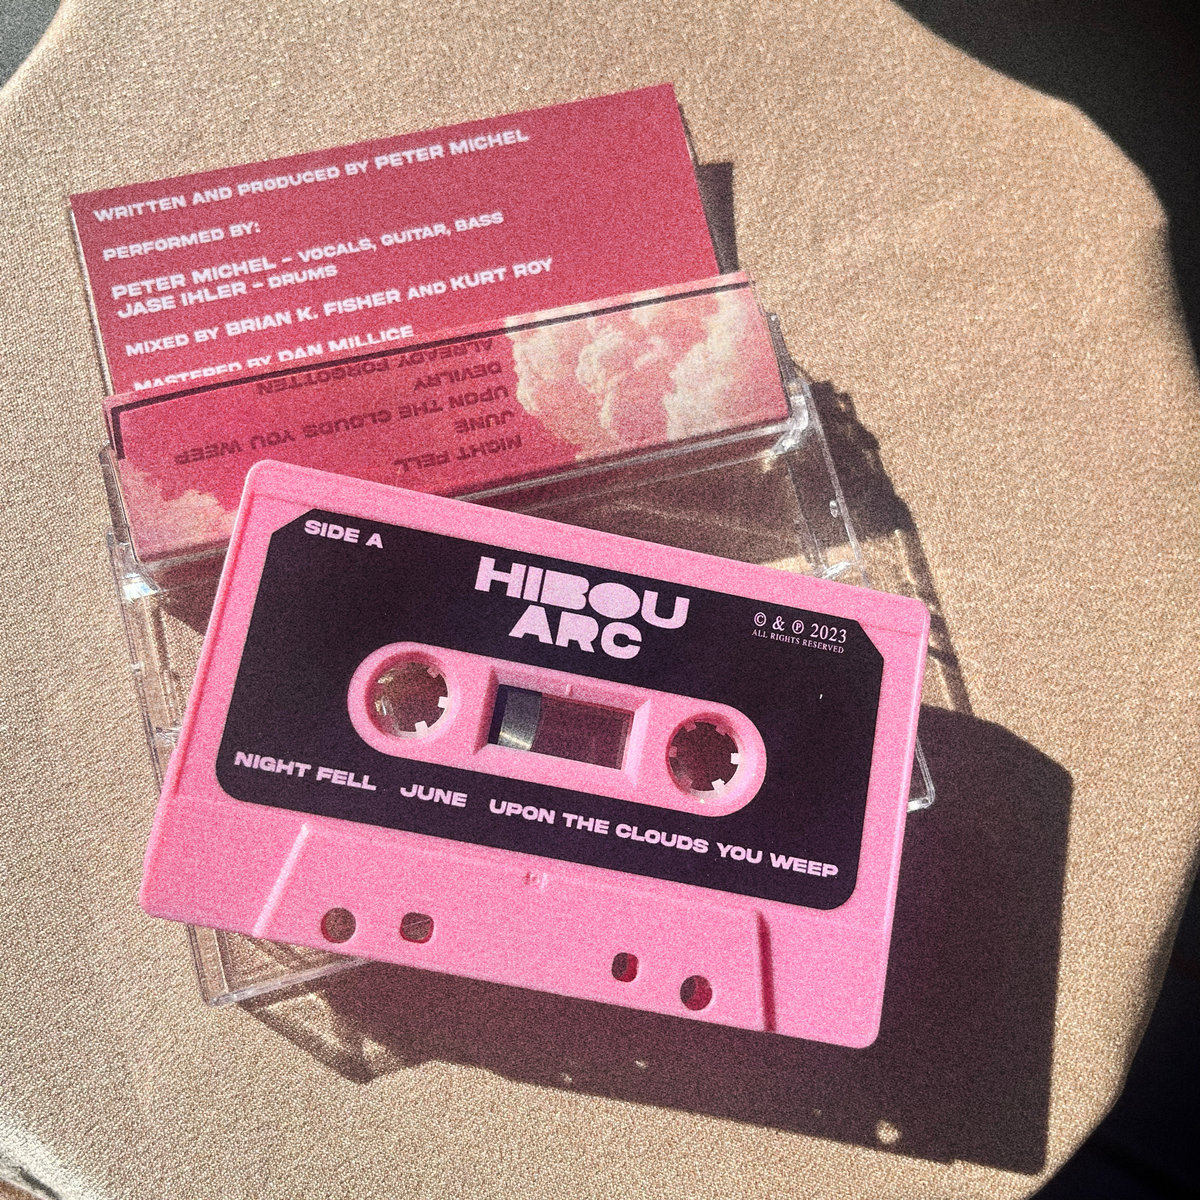 WRITTEN AND PRODUCED BY PETER MICHEL
PERFORMED BY:
PETER MICHEL – VOCALS, GUITAR, BASS
JASE IHLER – DRUMS
MIXED BY BRIAN K. FISHER AND KURT ROY
MASTERED BY DAN MILLICE
NIGHT FELL
JUNE
UPON THE CLOUDS YOU WEEP
DEVILRY
ALREADY FORGOTTEN
SIDE A
HIBOU
ARC
© & ℗ 2023
ALL RIGHTS RESERVED
NIGHT FELL JUNE UPON THE CLOUDS YOU WEEP